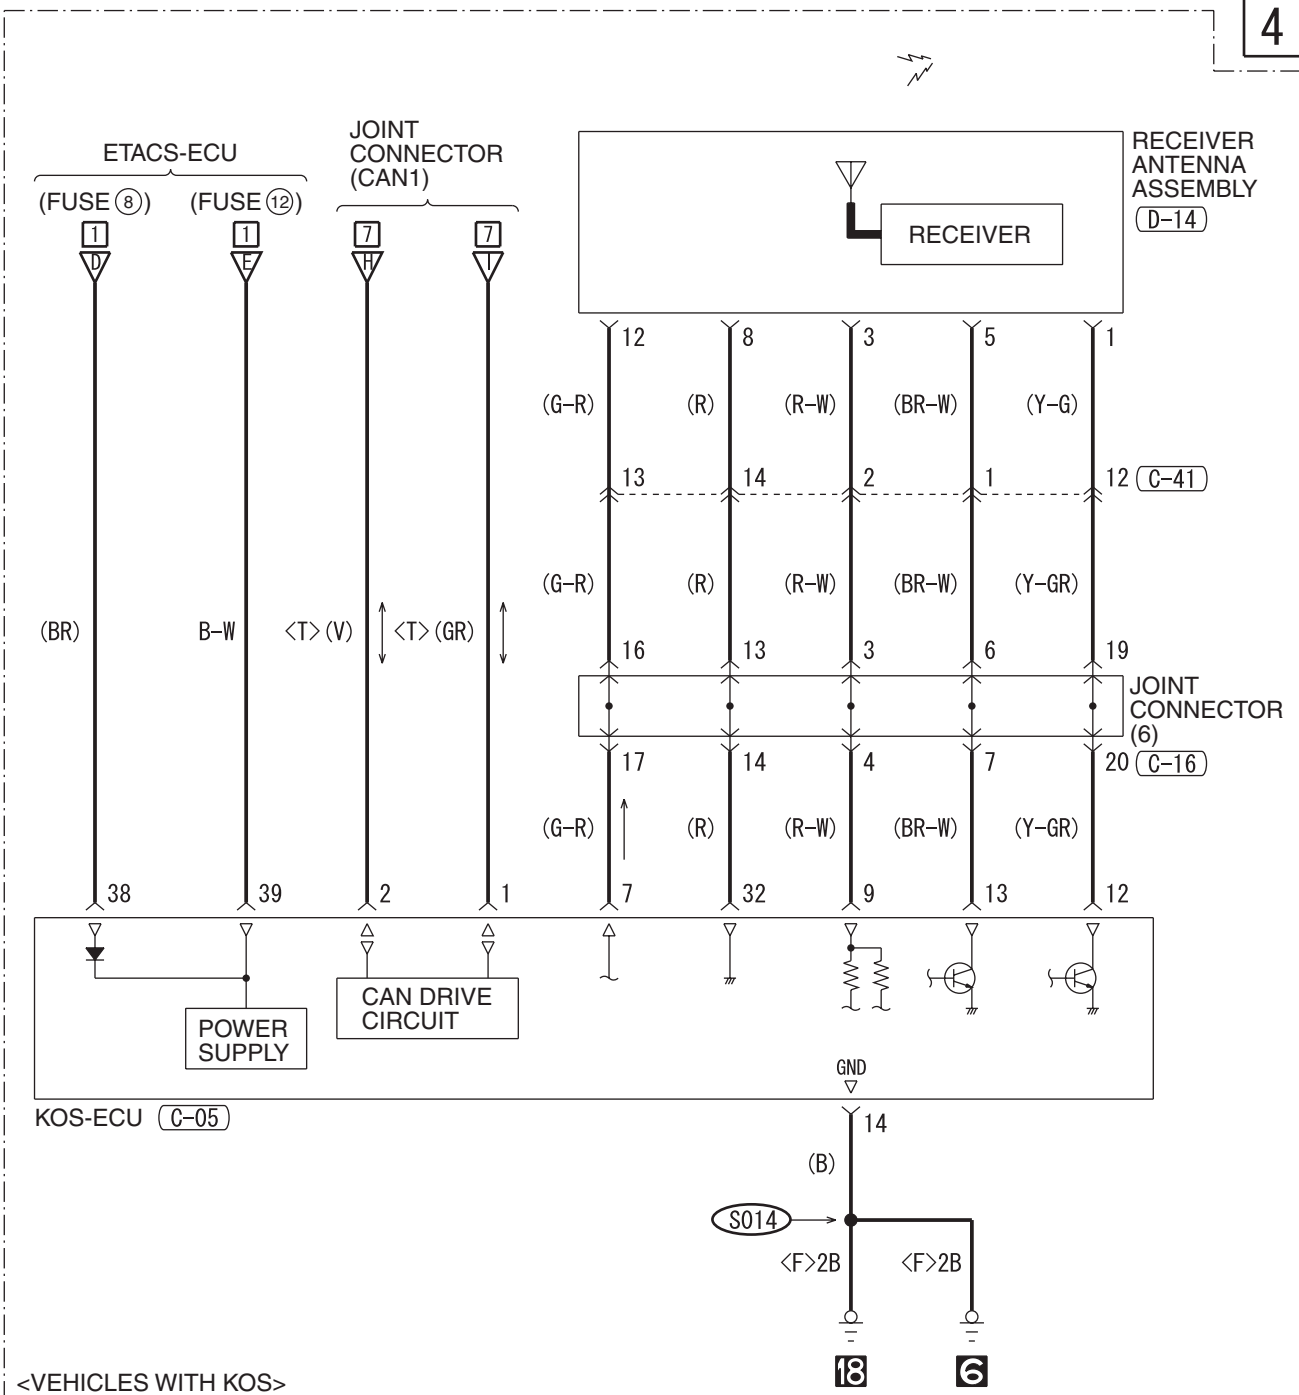 4
ETACS-ECU
(FUSE 8) (FUSE 12)
JOINT
CONNECTOR
(CAN1)
1 1 7 7
D E H I
RECEIVER
RECEIVER
ANTENNA
ASSEMBLY
D-14
12 8 3 5 1
(G-R) (R) (R-W) (BR-W) (Y-G)
13 14 2 1 12 C-41
(G-R) (R) (R-W) (BR-W) (Y-GR)
(BR) B-W <T>(V) <T>(GR)
16 13 3 6 19
JOINT
CONNECTOR
(6)
17 14 4 7 20 C-16
(G-R) (R) (R-W) (BR-W) (Y-GR)
38 39 2 1 7 32 9 13 12
POWER
SUPPLY
CAN DRIVE
CIRCUIT
GND
KOS-ECU C-05
14
(B)
S014
<F>2B <F>2B
18 6
<VEHICLES WITH KOS>